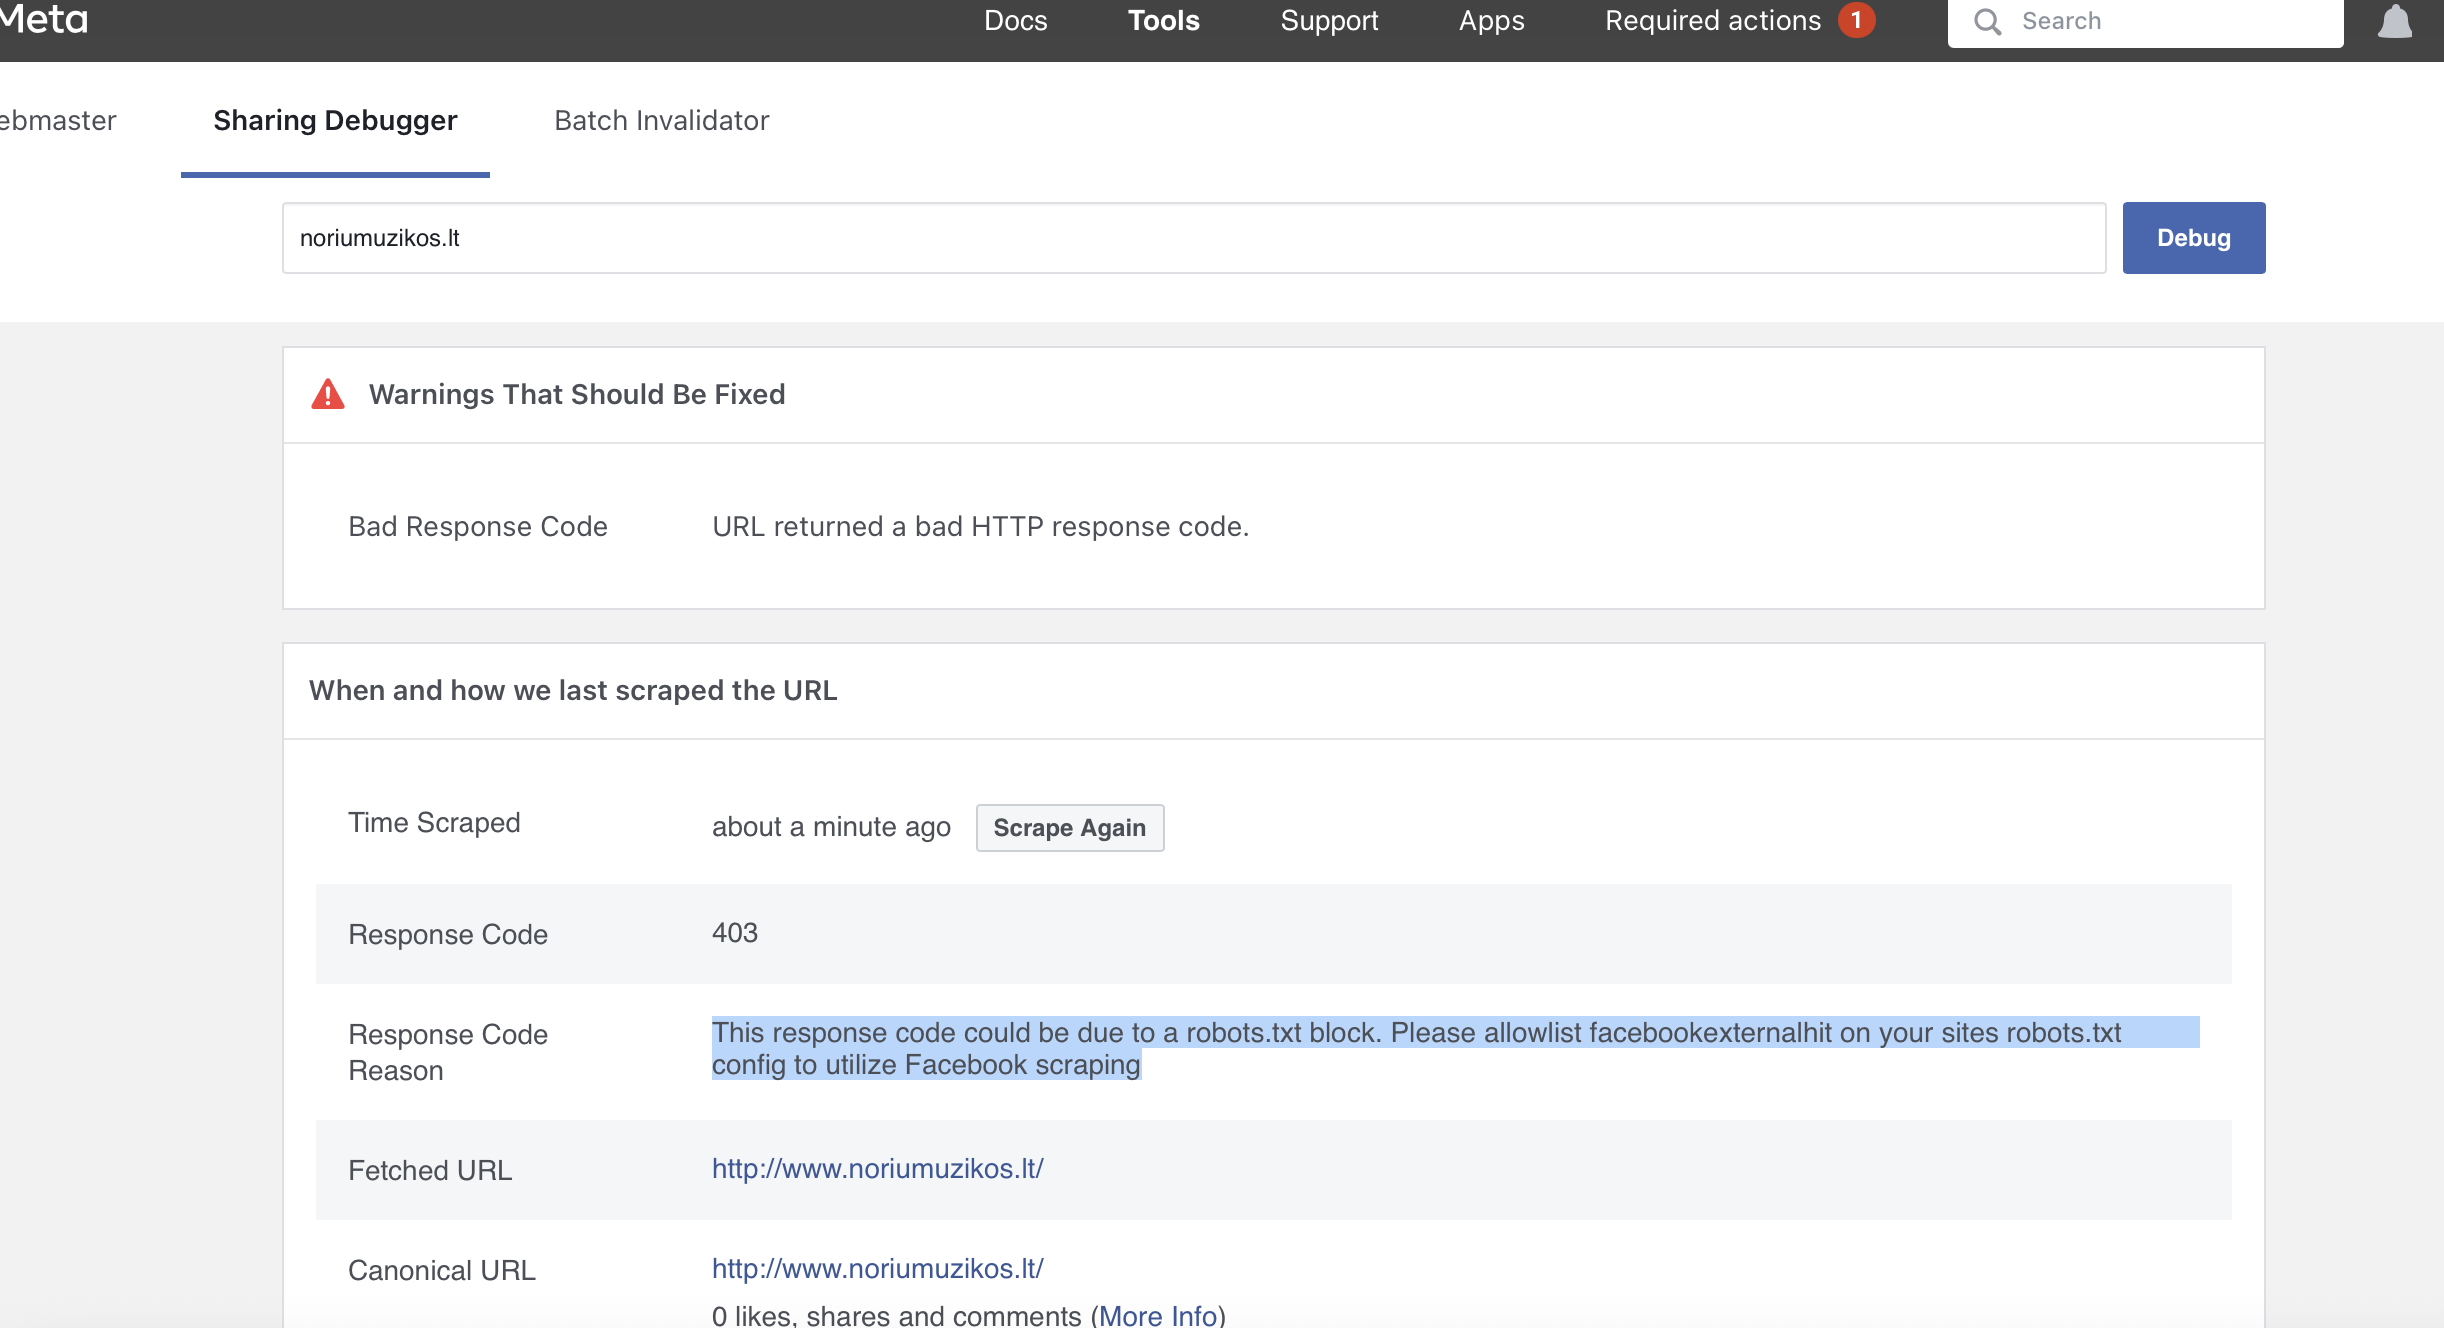 Meta
Docs
Tools
Support
Apps
Required actions 1
Search
ebmaster
Sharing Debugger
Batch Invalidator
noriumuzikos.lt
Debug
Warnings That Should Be Fixed
Bad Response Code
URL returned a bad HTTP response code.
When and how we last scraped the URL
Time Scraped
about a minute ago
Scrape Again
Response Code
403
Response Code
Reason
This response code could be due to a robots.txt block. Please allowlist facebookexternalhit on your sites robots.txt
config to utilize Facebook scraping
Fetched URL
http://www.noriumuzikos.lt/
Canonical URL
http://www.noriumuzikos.lt/
0 likes, shares and comments (More Info)